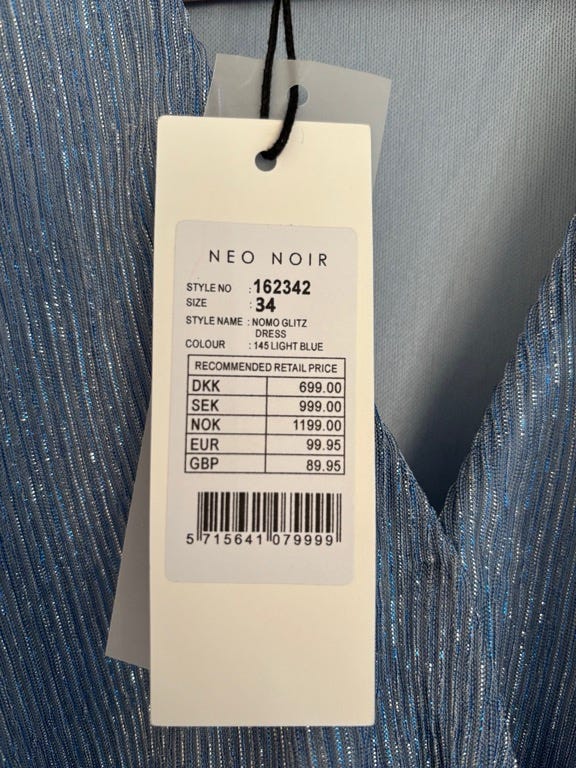 NEO NOIR
STYLE NO : 162342
SIZE : 34
STYLE NAME : NOMO GLITZ
DRESS
COLOUR : 145 LIGHT BLUE
RECOMMENDED RETAIL PRICE
DKK 699.00
SEK 999.00
NOK 1199.00
EUR 99.95
GBP 89.95
5 715641 079999